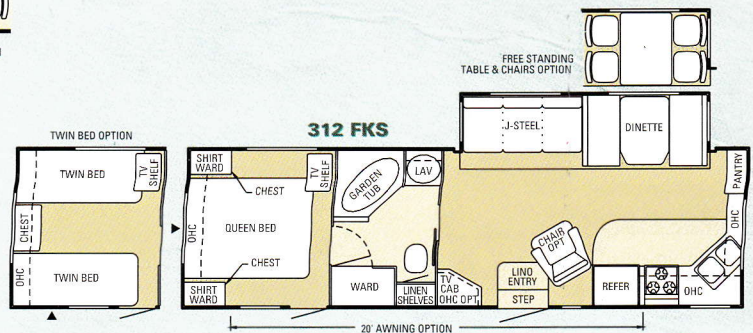 FREE STANDING
TABLE & CHAIRS OPTION
312 FKS
TWIN BED OPTION
TWIN BED
TV
SHELF
CHEST
OHC
TWIN BED
SHIRT
WARD
CHEST
TV
SHELF
OHC
QUEEN BED
CHEST
SHIRT
WARD
GARDEN
TUB
LAV
WARD
LINEN
SHELVES
J-STEEL
DINETTE
PANTRY
OHC
CHAIR
OPT
TV
CAB
OHC OPT
LINO
ENTRY
STEP
REFER
OHC
20' AWNING OPTION